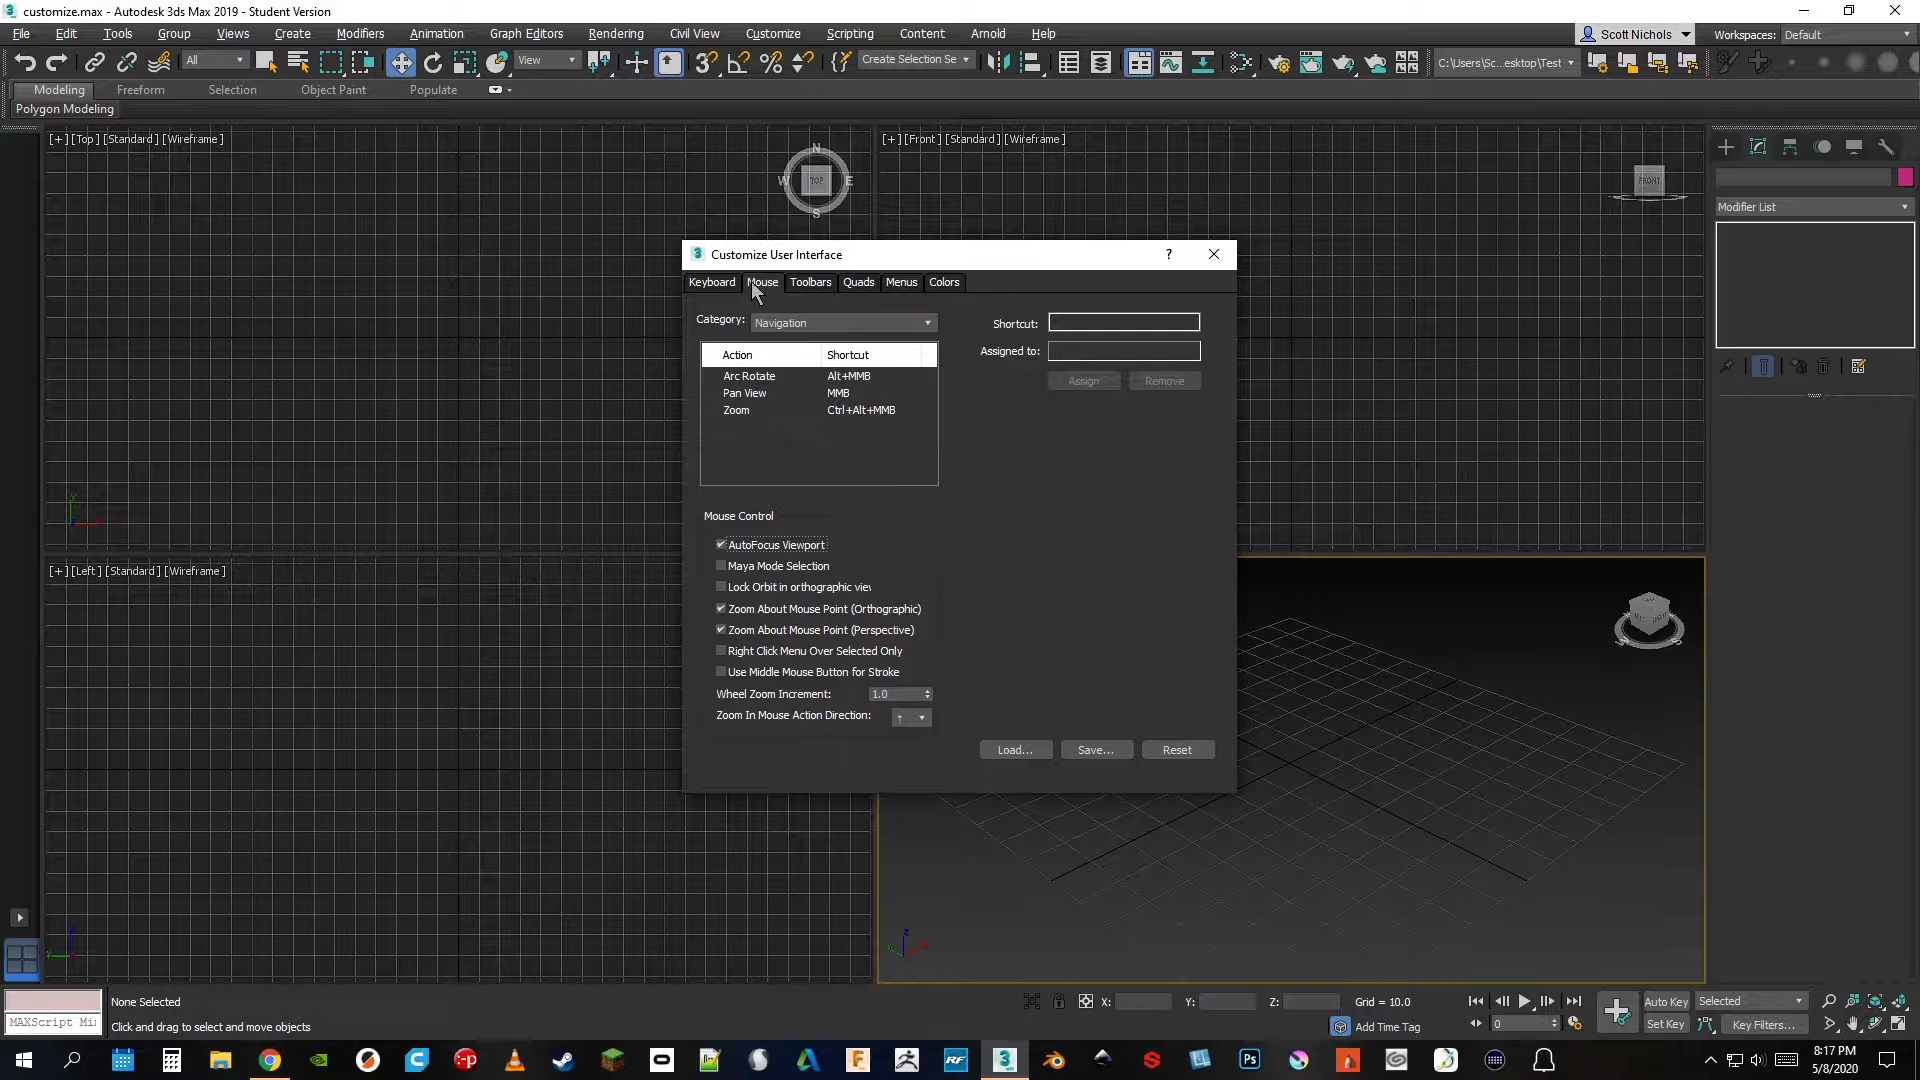 customize.max - Autodesk 3ds Max 2019 - Student Version
File Edit Tools Group Views Create Modifiers Animation Graph Editors Rendering Civil View Customize Scripting Content Arnold Help Scott Nichols Workspaces: Default
All View Create Selection Se C:\Users\Sc...esktop\Test
Modeling Freeform Selection Object Paint Populate
Polygon Modeling
[+] [Top] [Standard] [Wireframe]
[+] [Front] [Standard] [Wireframe]
N
W TOP E
S
FRONT
Modifier List
Customize User Interface ?
Keyboard Mouse Toolbars Quads Menus Colors
Category: Navigation
Shortcut:
Assigned to:
Assign Remove
Action Shortcut
Arc Rotate Alt+MMB
Pan View MMB
Zoom Ctrl+Alt+MMB
Mouse Control
AutoFocus Viewport
Maya Mode Selection
Lock Orbit in orthographic vie
Zoom About Mouse Point (Orthographic)
Zoom About Mouse Point (Perspective)
Right Click Menu Over Selected Only
Use Middle Mouse Button for Stroke
Wheel Zoom Increment: 1.0
Zoom In Mouse Action Direction: ↑
Load... Save... Reset
[+] [Left] [Standard] [Wireframe]
None Selected X: Y: Z: Grid = 10.0 Auto Key Selected
MAXScript Mi Click and drag to select and move objects Add Time Tag 0 Set Key Key Filters...
8:17 PM
5/8/2020